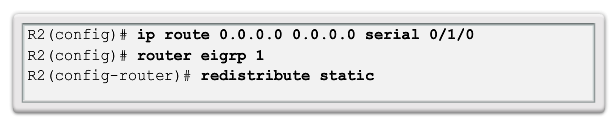 R2(config)# ip route 0.0.0.0 0.0.0.0 serial 0/1/0
R2(config)# router eigrp 1
R2(config-router)# redistribute static